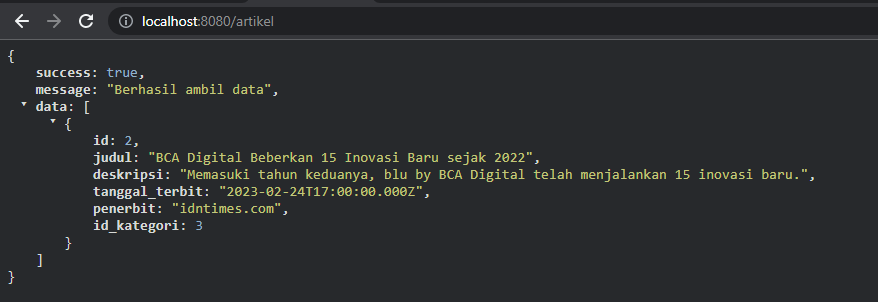 localhost:8080/artikel
{
success: true,
message: "Berhasil ambil data",
data: [
{
id: 2,
judul: "BCA Digital Beberkan 15 Inovasi Baru sejak 2022",
deskripsi: "Memasuki tahun keduanya, blu by BCA Digital telah menjalankan 15 inovasi baru.",
tanggal_terbit: "2023-02-24T17:00:00.000Z",
penerbit: "idntimes.com",
id_kategori: 3
}
]
}